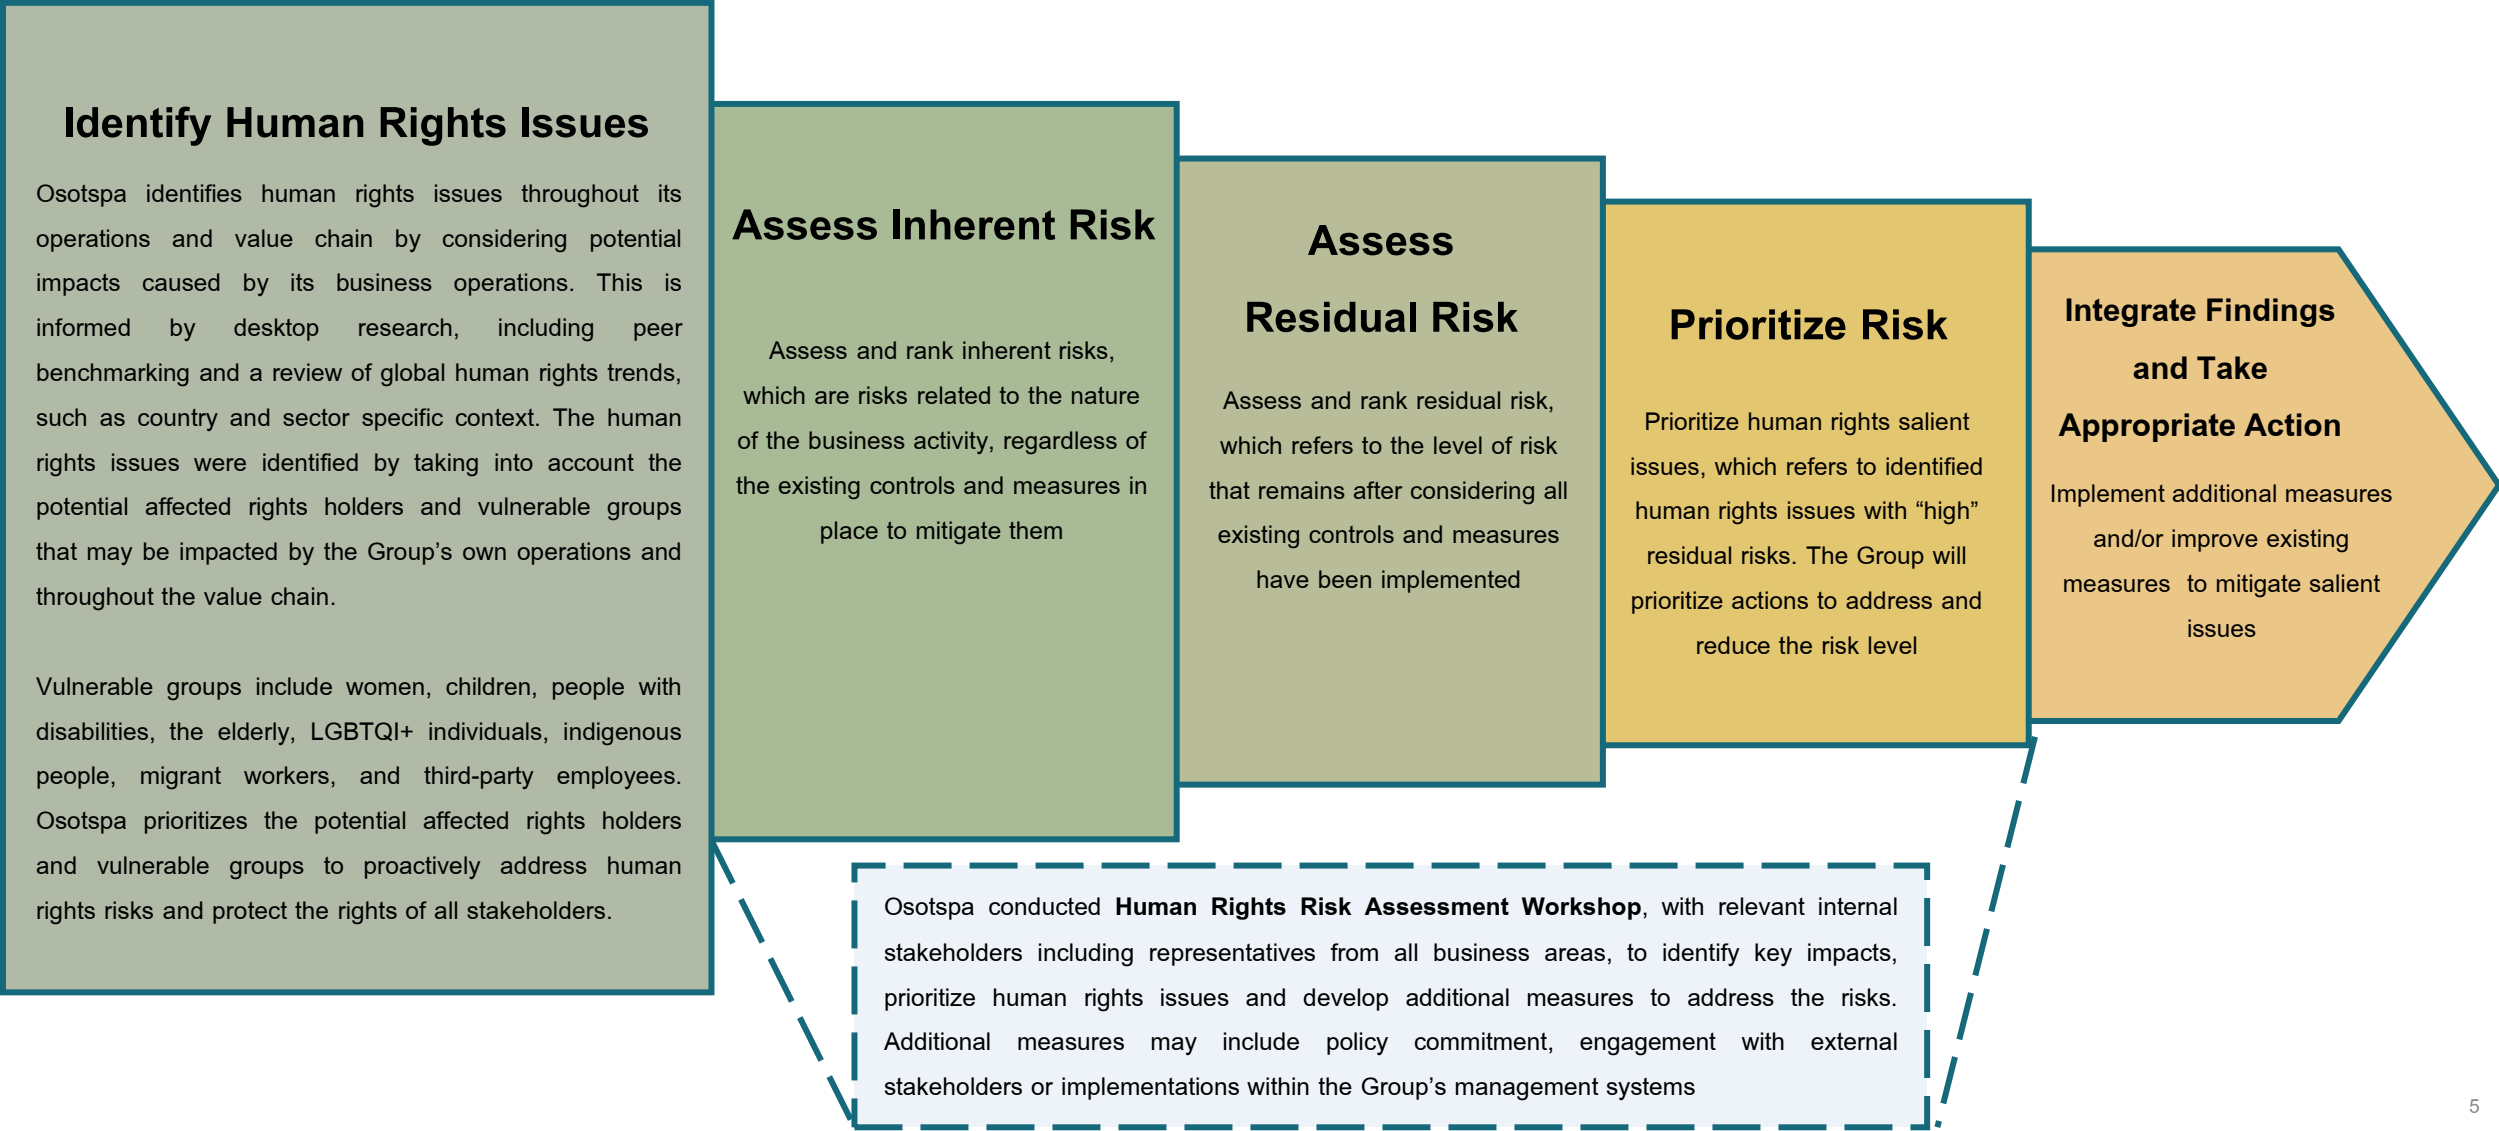 Identify Human Rights Issues
Osotspa identifies human rights issues throughout its
operations and value chain by considering potential
impacts caused by its business operations. This is
informed by desktop research, including peer
benchmarking and a review of global human rights trends,
such as country and sector specific context. The human
rights issues were identified by taking into account the
potential affected rights holders and vulnerable groups
that may be impacted by the Group’s own operations and
throughout the value chain.
Vulnerable groups include women, children, people with
disabilities, the elderly, LGBTQI+ individuals, indigenous
people, migrant workers, and third-party employees.
Osotspa prioritizes the potential affected rights holders
and vulnerable groups to proactively address human
rights risks and protect the rights of all stakeholders.
Assess Inherent Risk
Assess and rank inherent risks,
which are risks related to the nature
of the business activity, regardless of
the existing controls and measures in
place to mitigate them
Assess
Residual Risk
Assess and rank residual risk,
which refers to the level of risk
that remains after considering all
existing controls and measures
have been implemented
Prioritize Risk
Prioritize human rights salient
issues, which refers to identified
human rights issues with “high”
residual risks. The Group will
prioritize actions to address and
reduce the risk level
Integrate Findings
and Take
Appropriate Action
Implement additional measures
and/or improve existing
measures  to mitigate salient
issues
Osotspa conducted Human Rights Risk Assessment Workshop, with relevant internal
stakeholders including representatives from all business areas, to identify key impacts,
prioritize human rights issues and develop additional measures to address the risks.
Additional measures may include policy commitment, engagement with external
stakeholders or implementations within the Group’s management systems
5